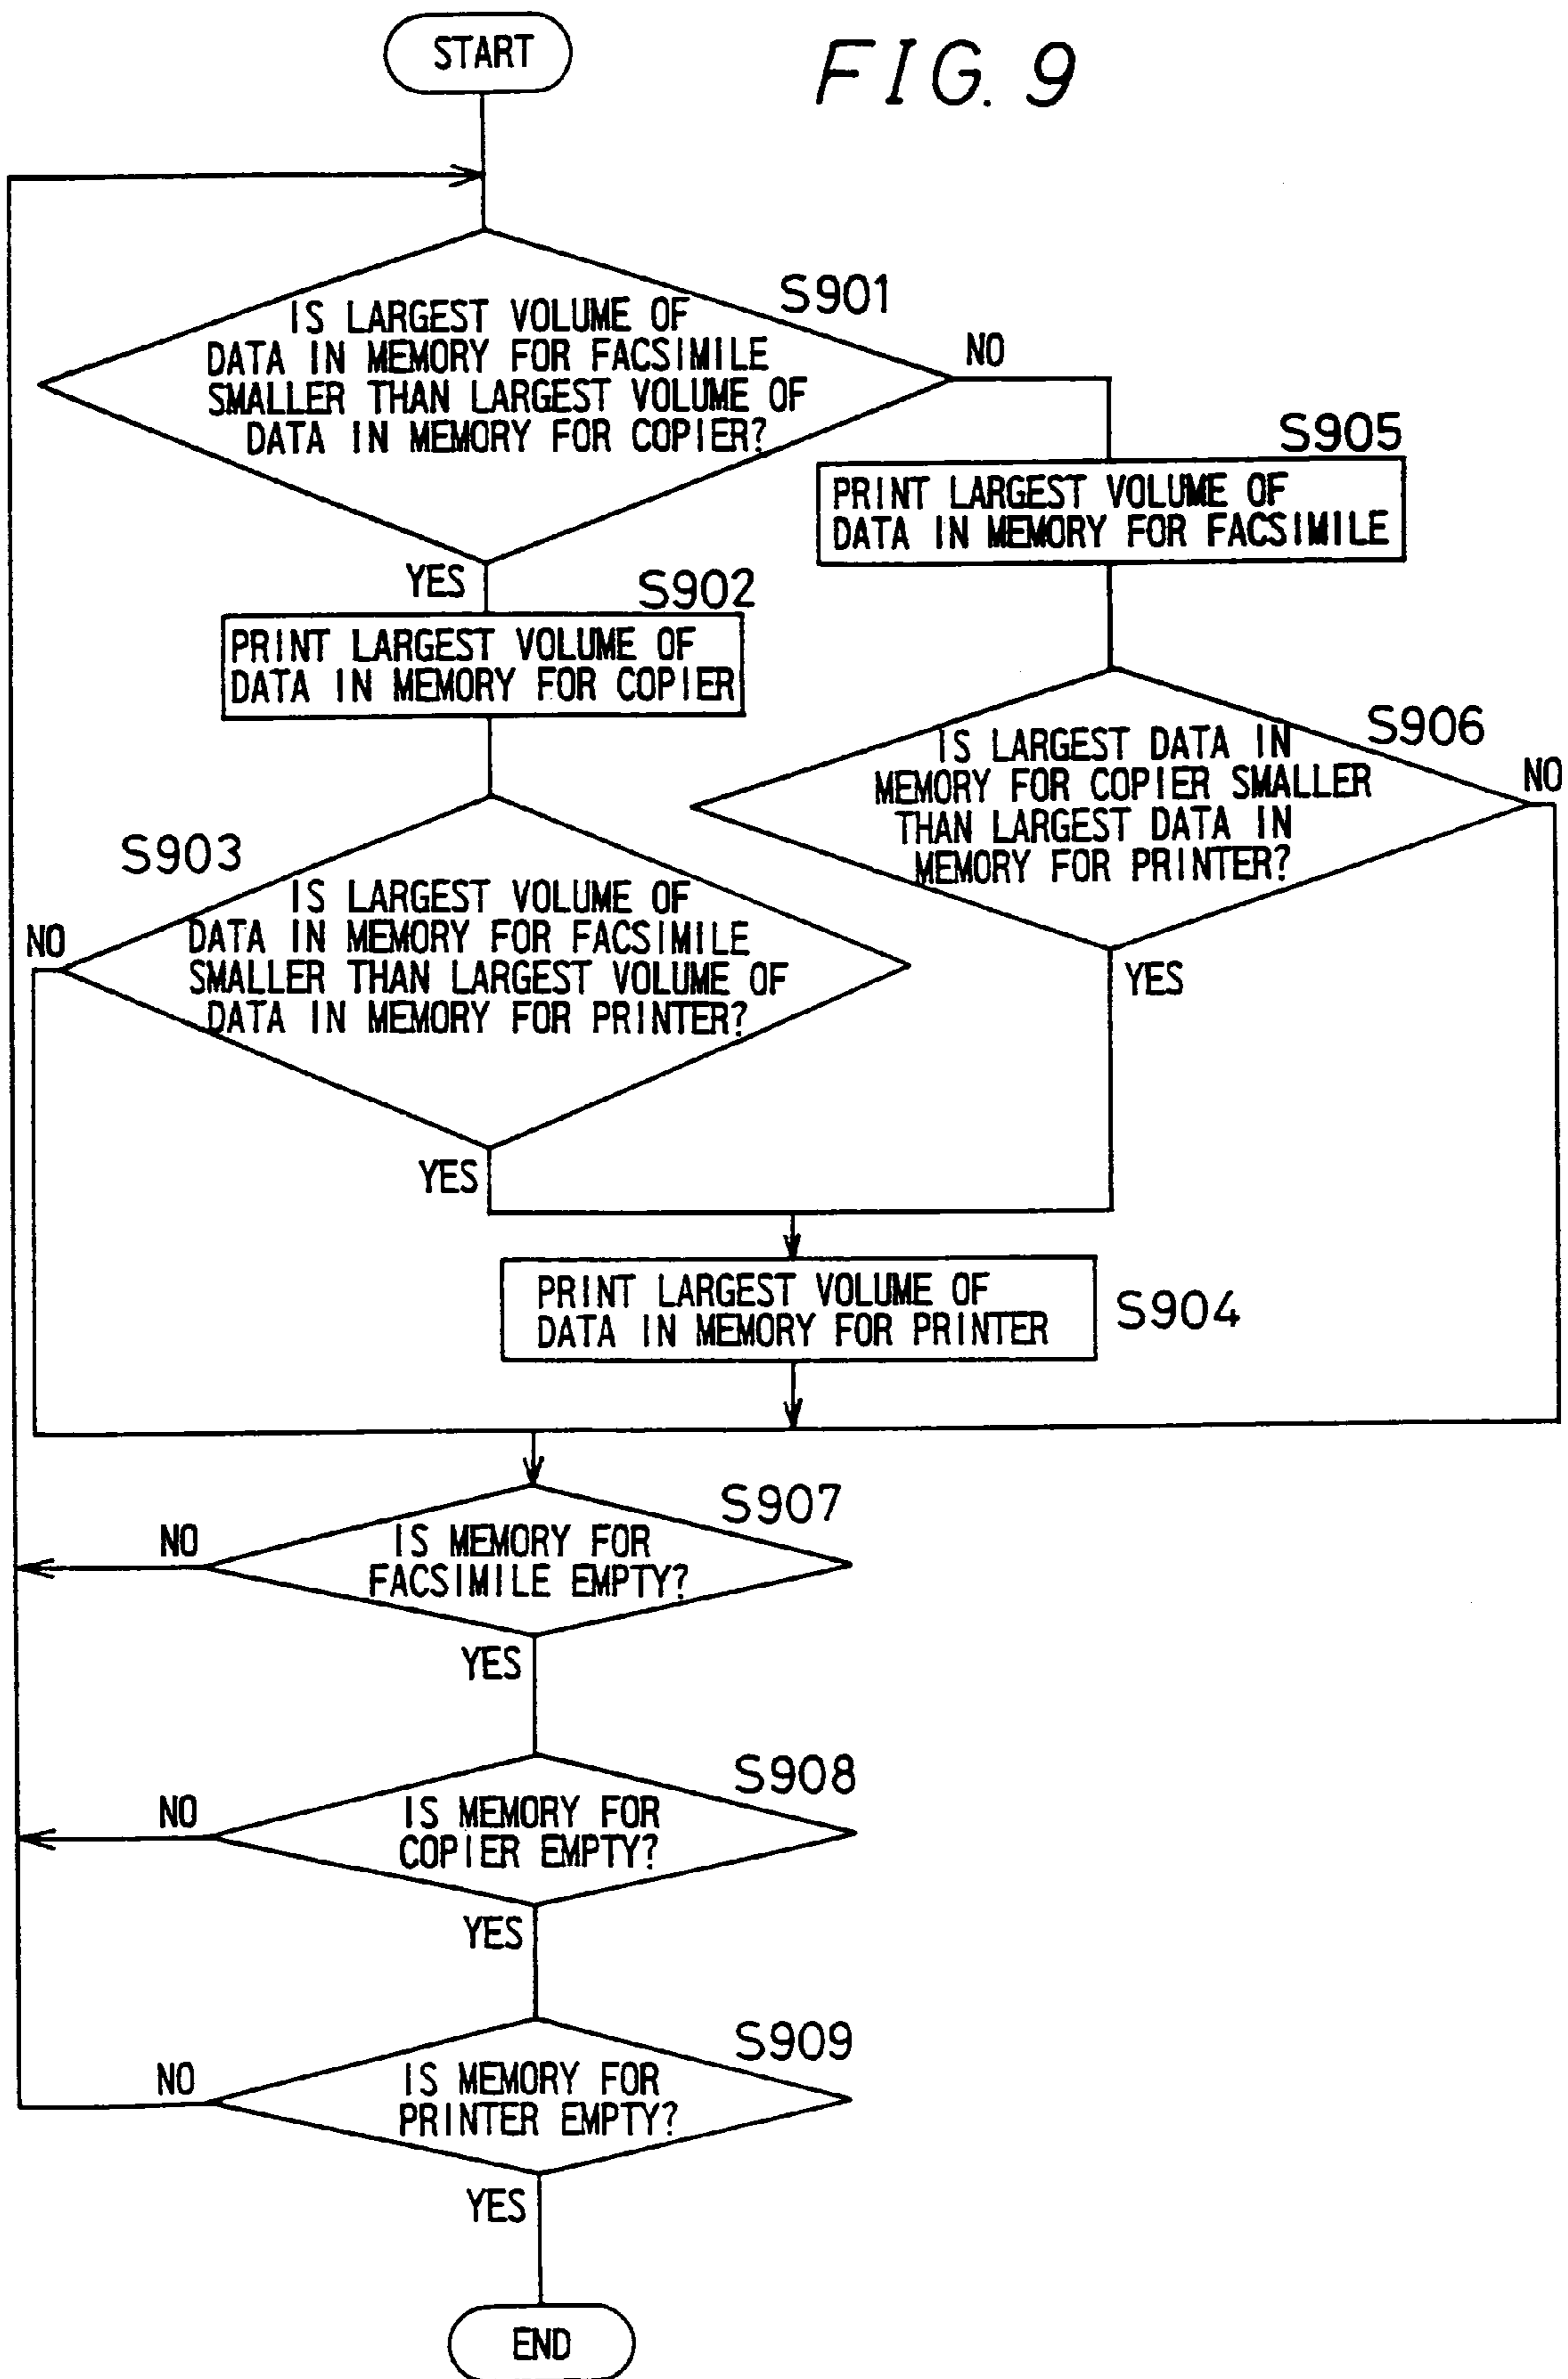 START
FIG. 9
S901
IS LARGEST VOLUME OF
DATA IN MEMORY FOR FACSIMILE
SMALLER THAN LARGEST VOLUME OF
DATA IN MEMORY FOR COPIER?
NO
YES
S905
PRINT LARGEST VOLUME OF
DATA IN MEMORY FOR FACSIMILE
S902
PRINT LARGEST VOLUME OF
DATA IN MEMORY FOR COPIER
S906
IS LARGEST DATA IN
MEMORY FOR COPIER SMALLER
THAN LARGEST DATA IN
MEMORY FOR PRINTER?
NO
YES
S903
IS LARGEST VOLUME OF
DATA IN MEMORY FOR FACSIMILE
SMALLER THAN LARGEST VOLUME OF
DATA IN MEMORY FOR PRINTER?
NO
YES
PRINT LARGEST VOLUME OF
DATA IN MEMORY FOR PRINTER
S904
S907
NO
IS MEMORY FOR
FACSIMILE EMPTY?
YES
S908
NO
IS MEMORY FOR
COPIER EMPTY?
YES
S909
NO
IS MEMORY FOR
PRINTER EMPTY?
YES
END